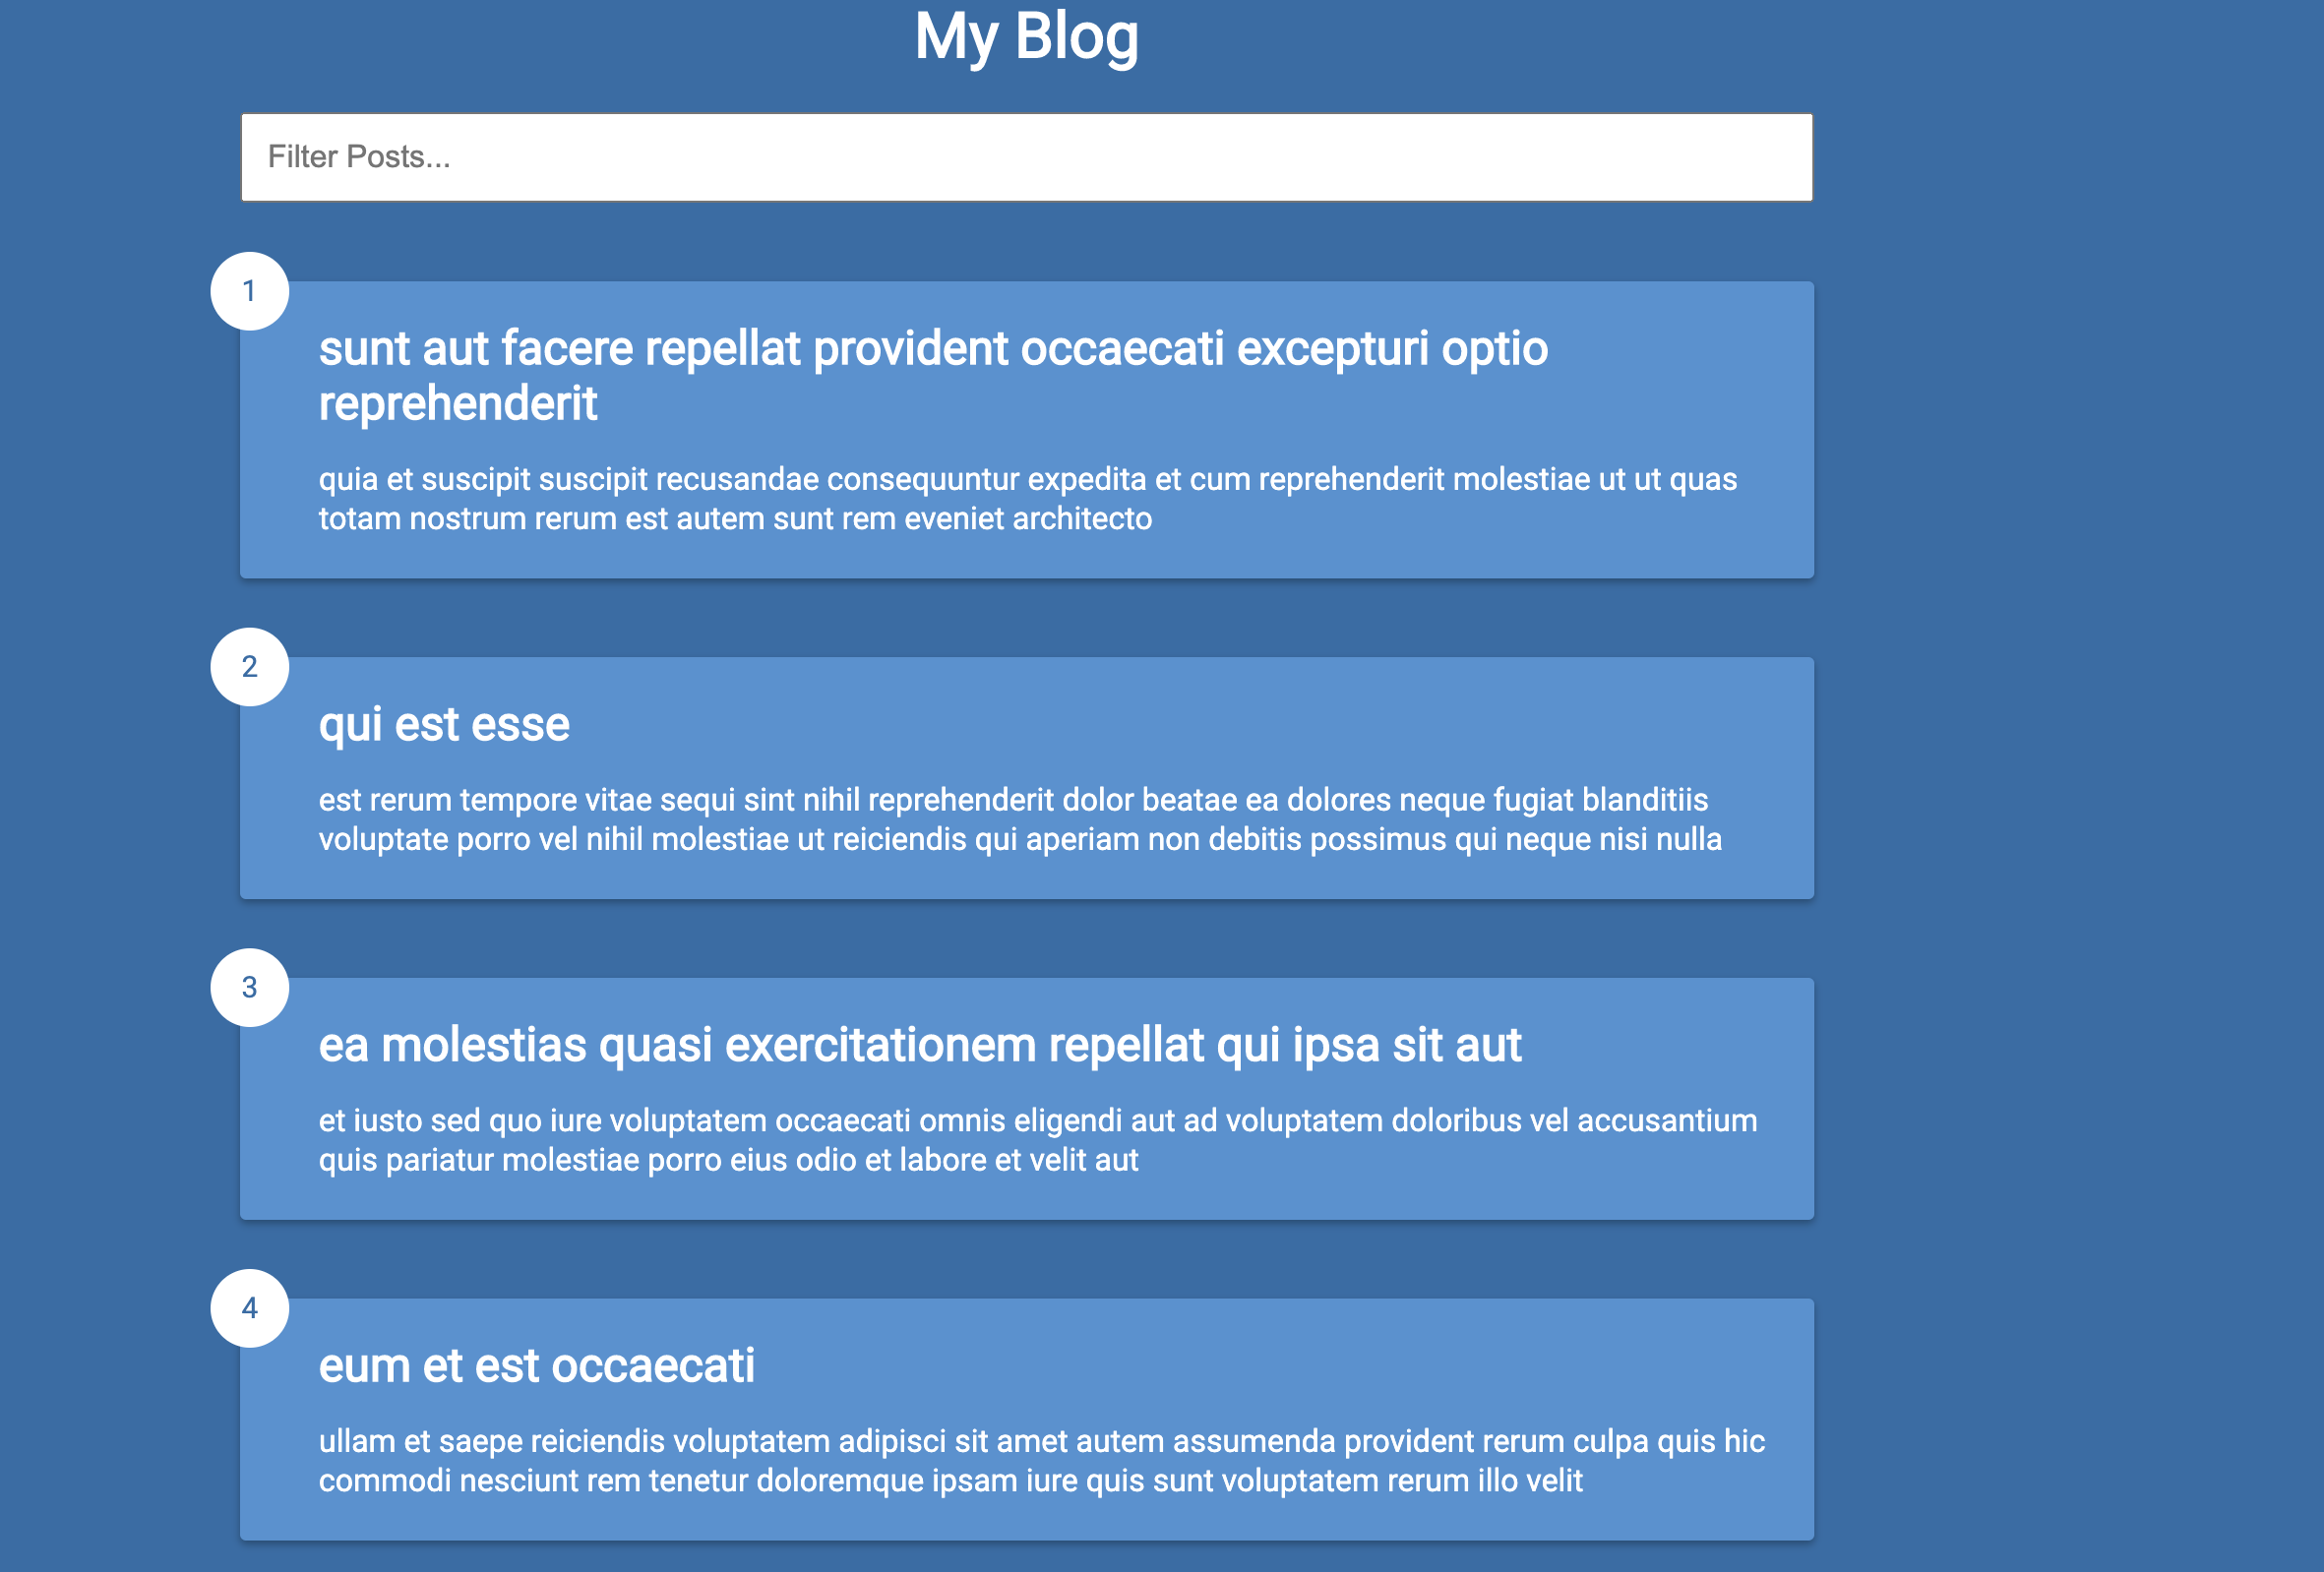 My Blog
Filter Posts...
1
sunt aut facere repellat provident occaecati excepturi optio
reprehenderit
quia et suscipit suscipit recusandae consequuntur expedita et cum reprehenderit molestiae ut ut quas
totam nostrum rerum est autem sunt rem eveniet architecto
2
qui est esse
est rerum tempore vitae sequi sint nihil reprehenderit dolor beatae ea dolores neque fugiat blanditiis
voluptate porro vel nihil molestiae ut reiciendis qui aperiam non debitis possimus qui neque nisi nulla
3
ea molestias quasi exercitationem repellat qui ipsa sit aut
et iusto sed quo iure voluptatem occaecati omnis eligendi aut ad voluptatem doloribus vel accusantium
quis pariatur molestiae porro eius odio et labore et velit aut
4
eum et est occaecati
ullam et saepe reiciendis voluptatem adipisci sit amet autem assumenda provident rerum culpa quis hic
commodi nesciunt rem tenetur doloremque ipsam iure quis sunt voluptatem rerum illo velit